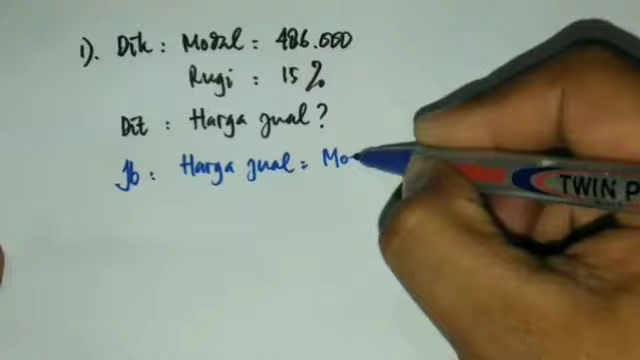 1). Dik : Modal = 486.000
Rugi : 15%
Dit : Harga jual ?
Jb : Harga jual = Mo
TWIN P